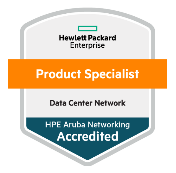 Hewlett Packard
Enterprise
Product Specialist
Data Center Network
HPE Aruba Networking
Accredited